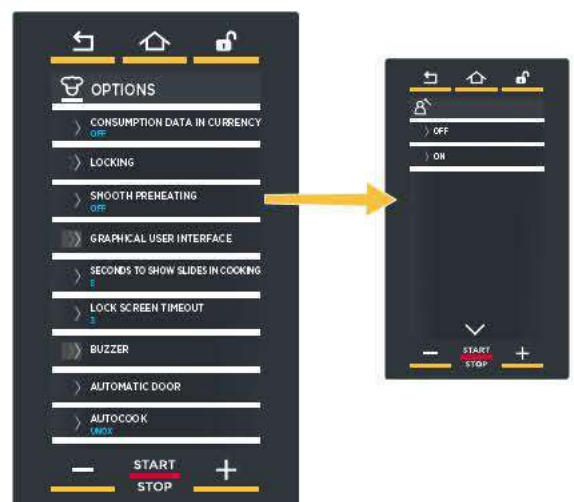 OPTIONS
CONSUMPTION DATA IN CURRENCY
OFF
LOCKING
SMOOTH PREHEATING
OFF
GRAPHICAL USER INTERFACE
SECONDS TO SHOW SLIDES IN COOKING
LOCK SCREEN TIMEOUT
3
BUZZER
AUTOMATIC DOOR
AUTOCOOK
UNOX
START
STOP
OFF
ON
START
STOP